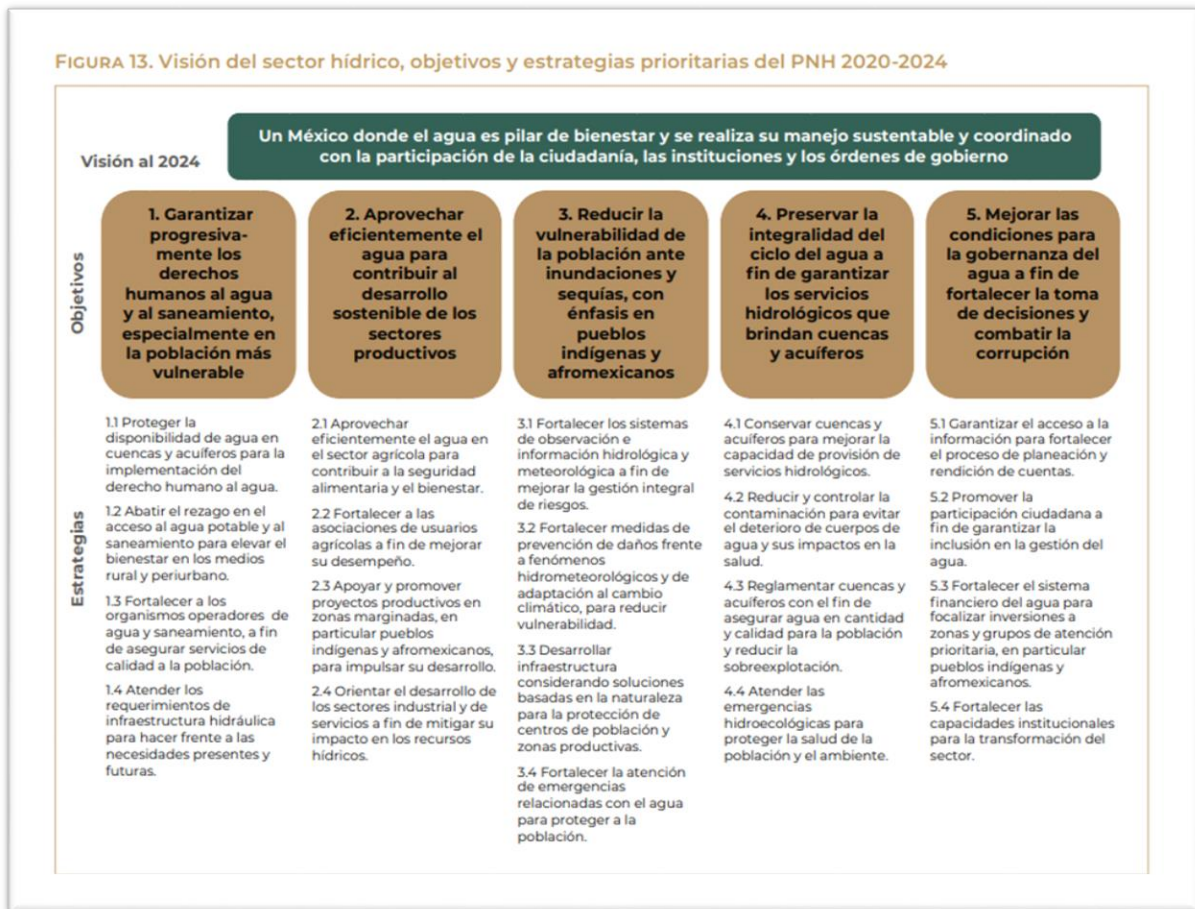 FIGURA 13. Visión del sector hídrico, objetivos y estrategias prioritarias del PNH 2020-2024
Visión al 2024
Un México donde el agua es pilar de bienestar y se realiza su manejo sustentable y coordinado
con la participación de la ciudadanía, las instituciones y los órdenes de gobierno
Objetivos
1. Garantizar
progresiva-
mente los
derechos
humanos al agua
y al saneamiento,
especialmente en
la población más
vulnerable
2. Aprovechar
eficientemente el
agua para
contribuir al
desarrollo
sostenible de los
sectores
productivos
3. Reducir la
vulnerabilidad de
la población ante
inundaciones y
sequías, con
énfasis en
pueblos
indígenas y
afromexicanos
4. Preservar la
integralidad del
ciclo del agua a
fin de garantizar
los servicios
hidrológicos que
brindan cuencas
y acuíferos
5. Mejorar las
condiciones para
la gobernanza del
agua a fin de
fortalecer la toma
de decisiones y
combatir la
corrupción
Estrategias
1.1 Proteger la
disponibilidad de agua en
cuencas y acuíferos para la
implementación del
derecho humano al agua.
1.2 Abatir el rezago en el
acceso al agua potable y al
saneamiento para elevar el
bienestar en los medios
rural y periurbano.
1.3 Fortalecer a los
organismos operadores de
agua y saneamiento, a fin
de asegurar servicios de
calidad a la población.
1.4 Atender los
requerimientos de
infraestructura hidráulica
para hacer frente a las
necesidades presentes y
futuras.
2.1 Aprovechar
eficientemente el agua en
el sector agrícola para
contribuir a la seguridad
alimentaria y el bienestar.
2.2 Fortalecer a las
asociaciones de usuarios
agrícolas a fin de mejorar
su desempeño.
2.3 Apoyar y promover
proyectos productivos en
zonas marginadas, en
particular pueblos
indígenas y afromexicanos,
para impulsar su desarrollo.
2.4 Orientar el desarrollo de
los sectores industrial y de
servicios a fin de mitigar su
impacto en los recursos
hídricos.
3.1 Fortalecer los sistemas
de observación e
información hidrológica y
meteorológica a fin de
mejorar la gestión integral
de riesgos.
3.2 Fortalecer medidas de
prevención de daños frente
a fenómenos
hidrometeorológicos y de
adaptación al cambio
climático, para reducir
vulnerabilidad.
3.3 Desarrollar
infraestructura
considerando soluciones
basadas en la naturaleza
para la protección de
centros de población y
zonas productivas.
3.4 Fortalecer la atención
de emergencias
relacionadas con el agua
para proteger a la
población.
4.1 Conservar cuencas y
acuíferos para mejorar la
capacidad de provisión de
servicios hidrológicos.
4.2 Reducir y controlar la
contaminación para evitar
el deterioro de cuerpos de
agua y sus impactos en la
salud.
4.3 Reglamentar cuencas y
acuíferos con el fin de
asegurar agua en cantidad
y calidad para la población
y reducir la
sobreexplotación.
4.4 Atender las
emergencias
hidroecológicas para
proteger la salud de la
población y el ambiente.
5.1 Garantizar el acceso a la
información para fortalecer
el proceso de planeación y
rendición de cuentas.
5.2 Promover la
participación ciudadana a
fin de garantizar la
inclusión en la gestión del
agua.
5.3 Fortalecer el sistema
financiero del agua para
focalizar inversiones a
zonas y grupos de atención
prioritaria, en particular
pueblos indígenas y
afromexicanos.
5.4 Fortalecer las
capacidades institucionales
para la transformación del
sector.